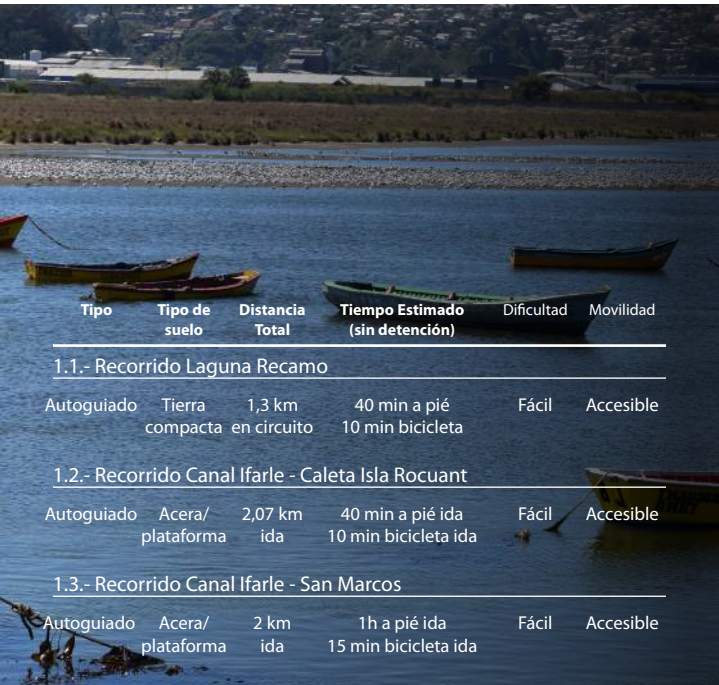 Tipo Tipo de suelo Distancia Total Tiempo Estimado (sin detención) Dificultad Movilidad
1.1.- Recorrido Laguna Recamo
Autoguiado Tierra compacta 1,3 km en circuito 40 min a pié 10 min bicicleta Fácil Accesible
1.2.- Recorrido Canal Ifarle - Caleta Isla Rocuant
Autoguiado Acera/ plataforma 2,07 km ida 40 min a pié ida 10 min bicicleta ida Fácil Accesible
1.3.- Recorrido Canal Ifarle - San Marcos
Autoguiado Acera/ plataforma 2 km ida 1h a pié ida 15 min bicicleta ida Fácil Accesible